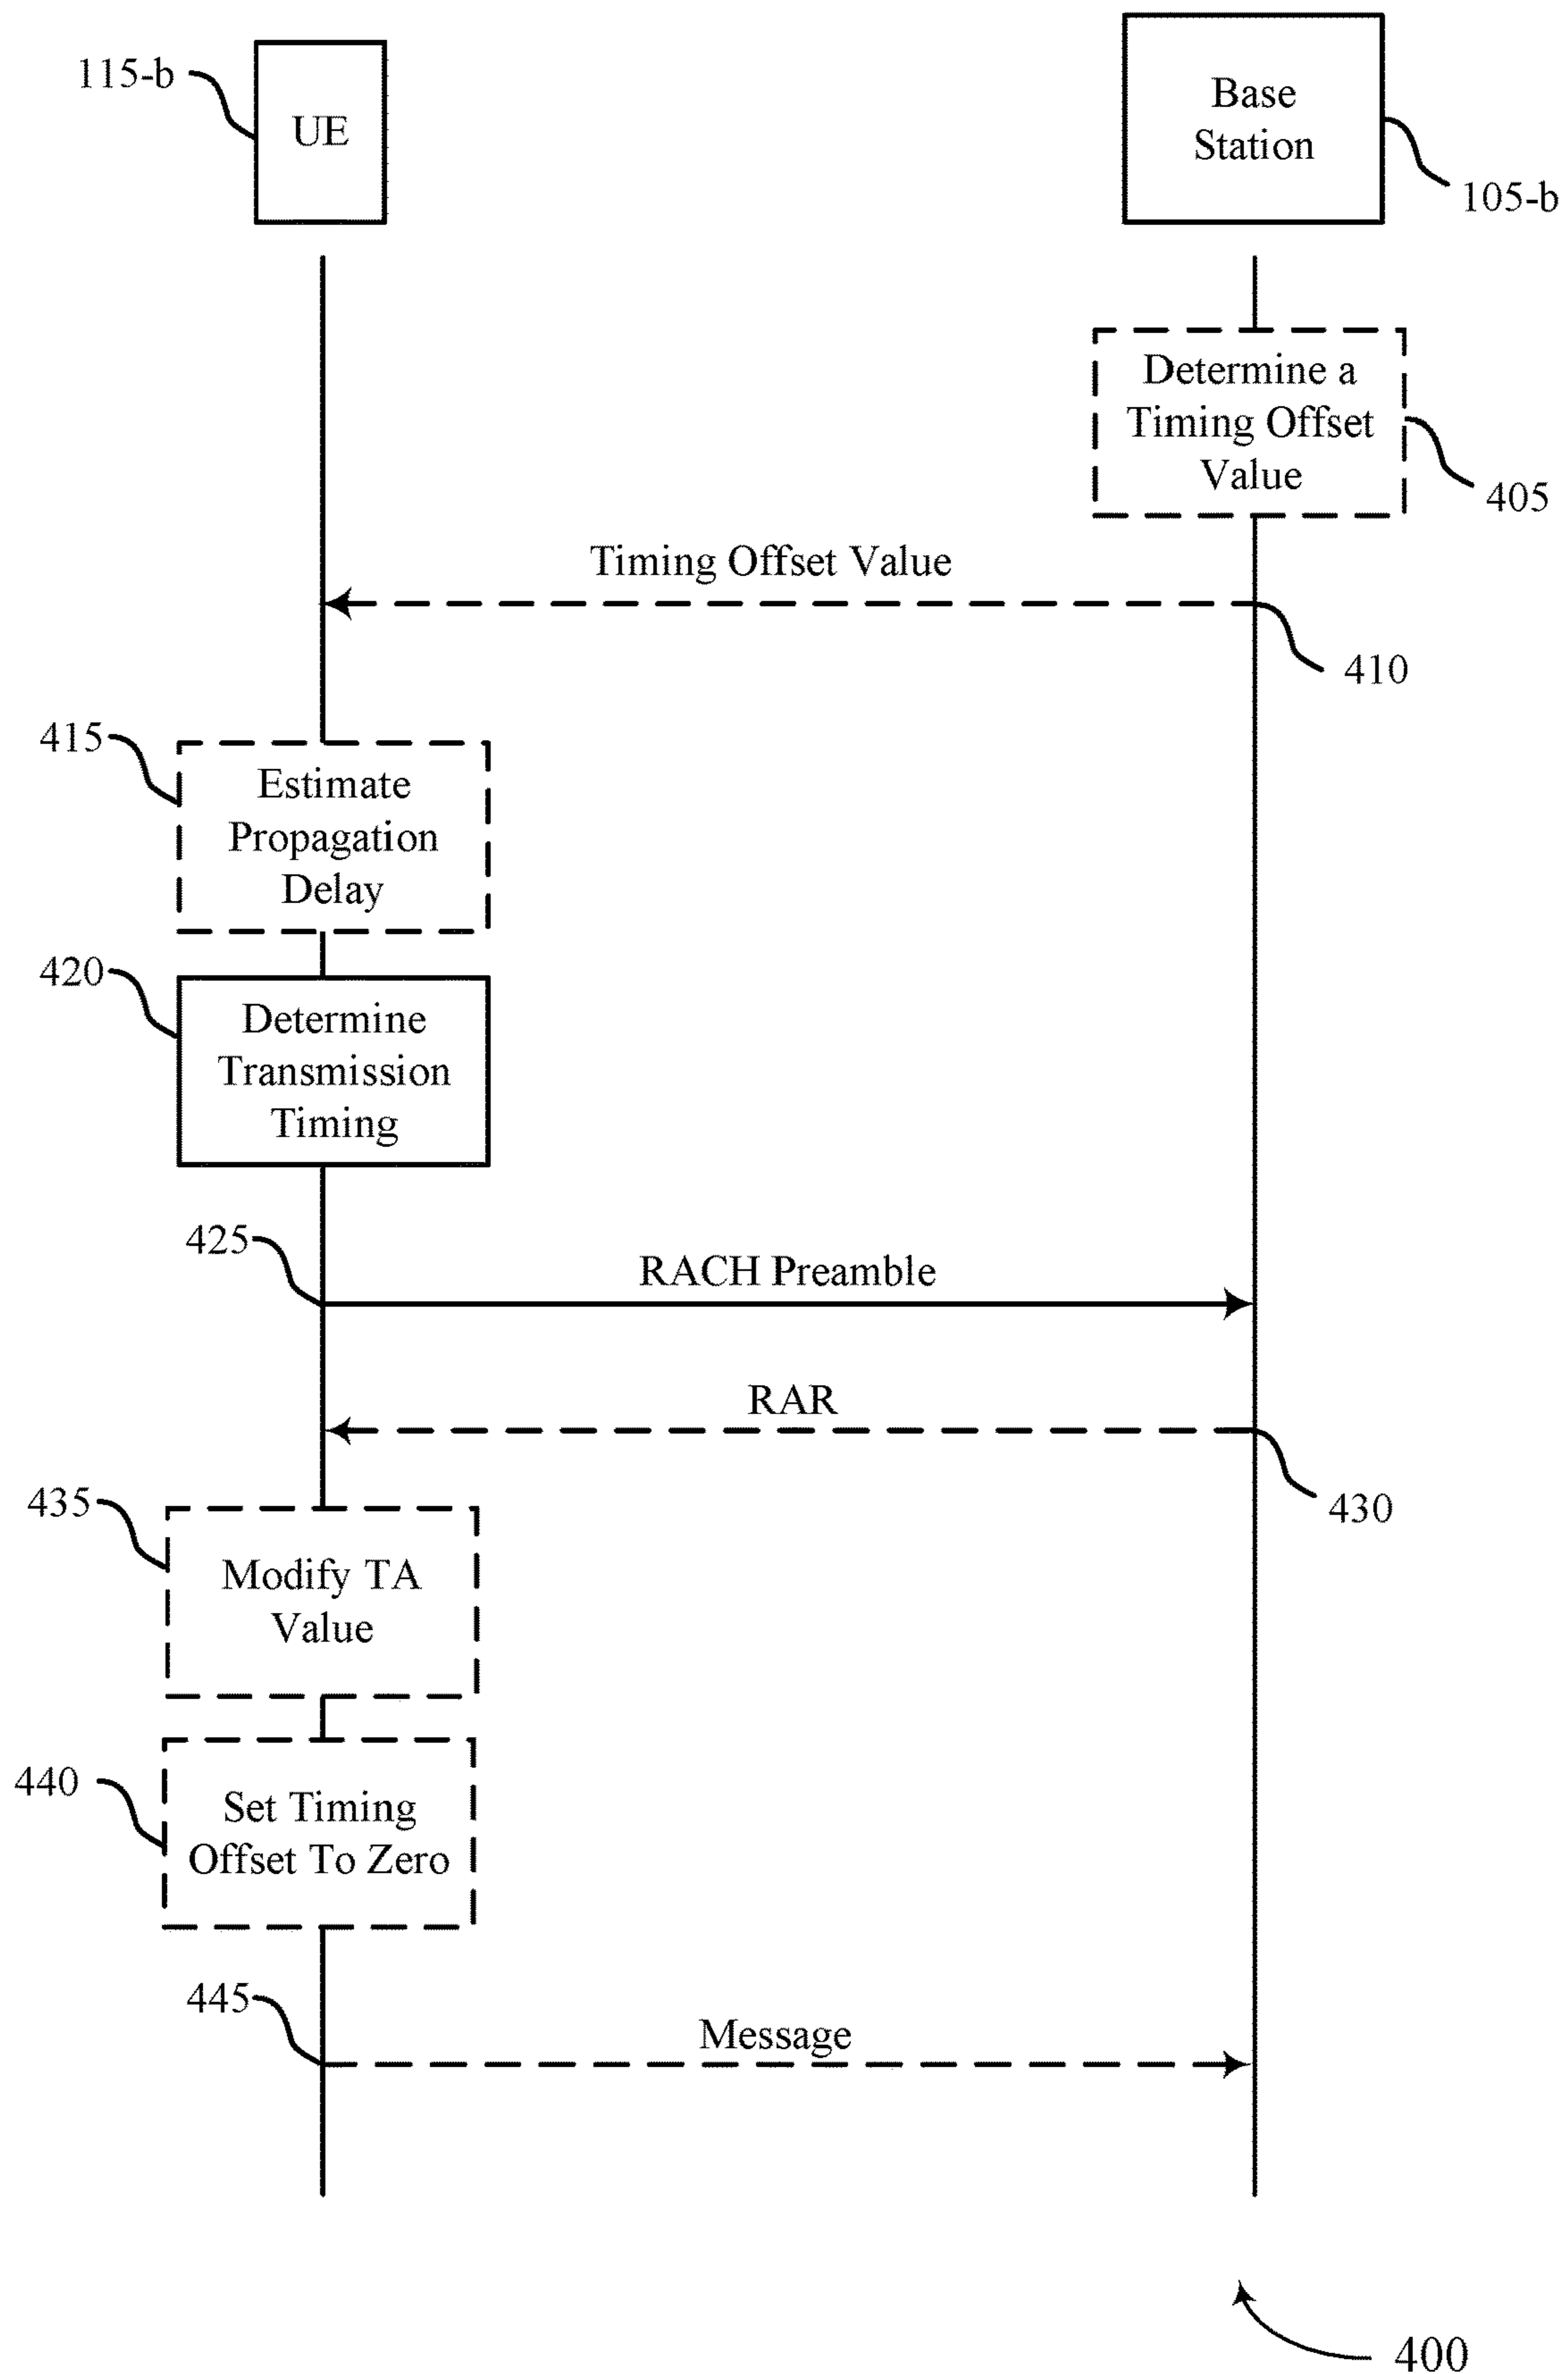 115-b
UE
Base
Station
105-b
Determine a
Timing Offset
Value
405
Timing Offset Value
410
415
Estimate
Propagation
Delay
420
Determine
Transmission
Timing
425
RACH Preamble
RAR
430
435
Modify TA
Value
440
Set Timing
Offset To Zero
445
Message
400